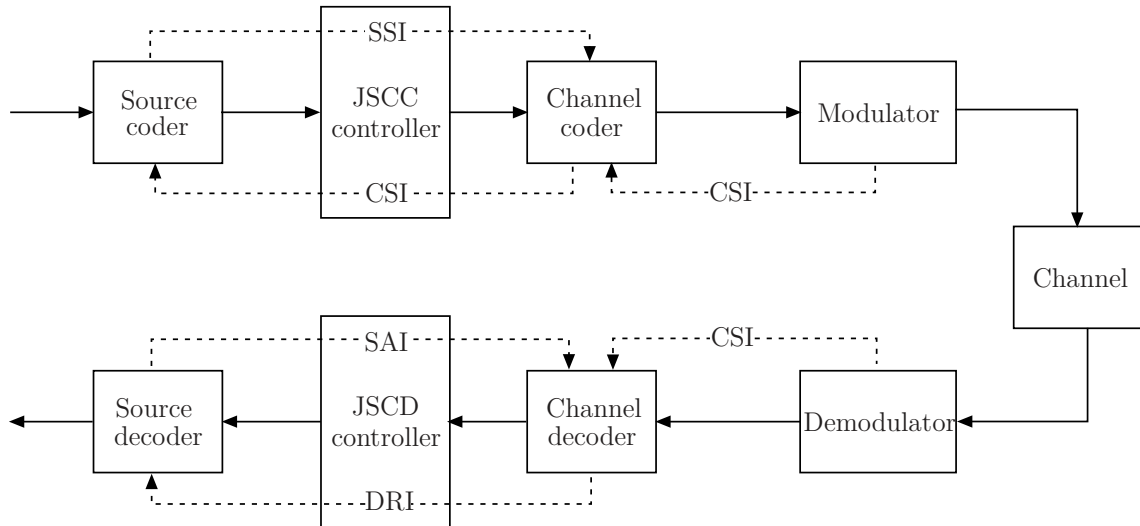 SSI
Source
coder
JSCC
controller
Channel
coder
Modulator
CSI
CSI
Channel
SAI
CSI
Source
decoder
JSCD
controller
Channel
decoder
Demodulator
DRI